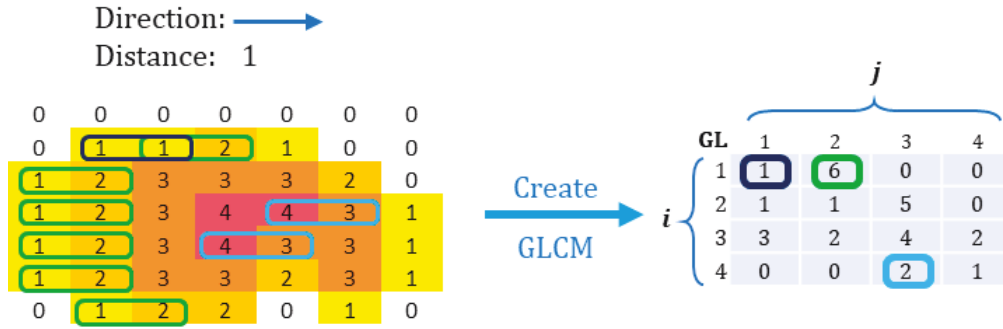 Direction:
Distance: 1
j
0 0 0 0 0 0 0
0 1 1 2 1 0 0
1 2 3 3 3 2 0
1 2 3 4 4 3 1
1 2 3 4 3 3 1
1 2 3 3 2 3 1
0 1 2 2 0 1 0
Create
GLCM
GL 1 2 3 4
1 1 6 0 0
2 1 1 5 0
i
3 3 2 4 2
4 0 0 2 1